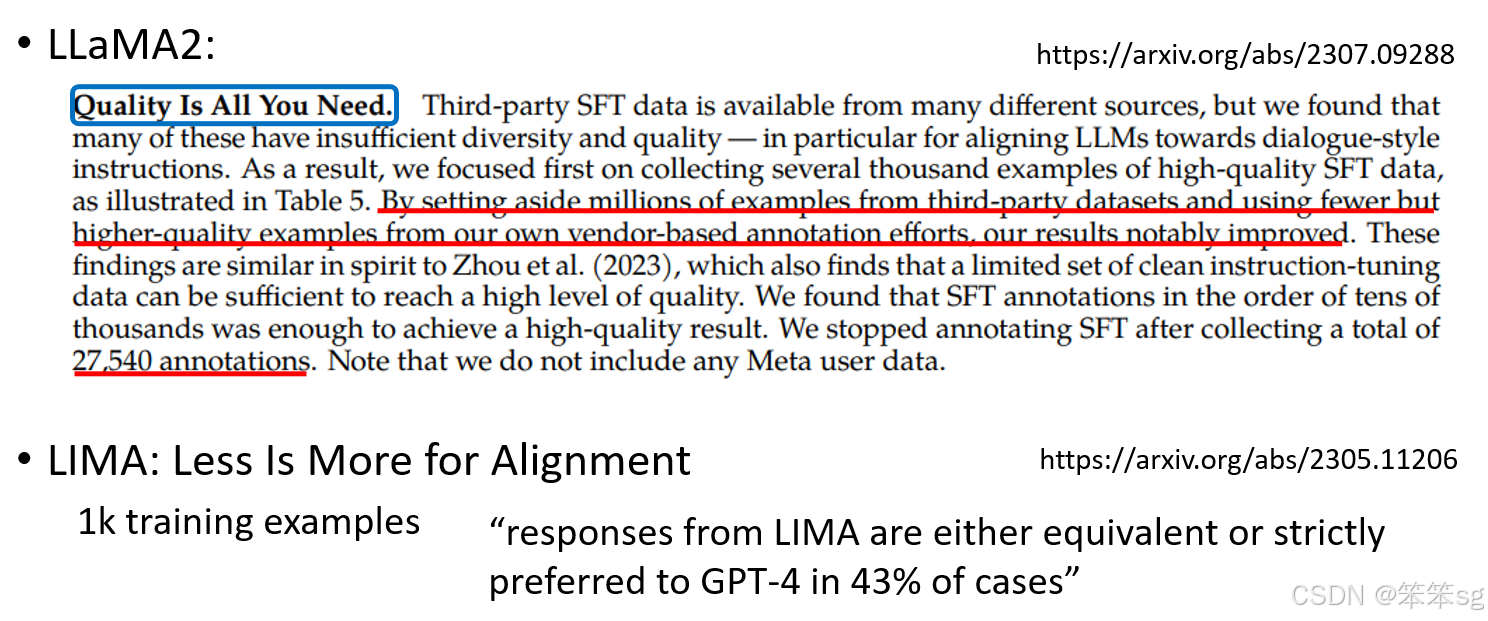 • LLaMA2:
https://arxiv.org/abs/2307.09288
Quality Is All You Need. Third-party SFT data is available from many different sources, but we found that
many of these have insufficient diversity and quality — in particular for aligning LLMs towards dialogue-style
instructions. As a result, we focused first on collecting several thousand examples of high-quality SFT data,
as illustrated in Table 5. By setting aside millions of examples from third-party datasets and using fewer but
higher-quality examples from our own vendor-based annotation efforts, our results notably improved. These
findings are similar in spirit to Zhou et al. (2023), which also finds that a limited set of clean instruction-tuning
data can be sufficient to reach a high level of quality. We found that SFT annotations in the order of tens of
thousands was enough to achieve a high-quality result. We stopped annotating SFT after collecting a total of
27,540 annotations. Note that we do not include any Meta user data.
• LIMA: Less Is More for Alignment
https://arxiv.org/abs/2305.11206
1k training examples
“responses from LIMA are either equivalent or strictly
preferred to GPT-4 in 43% of cases”
CSDN @笨笨sg